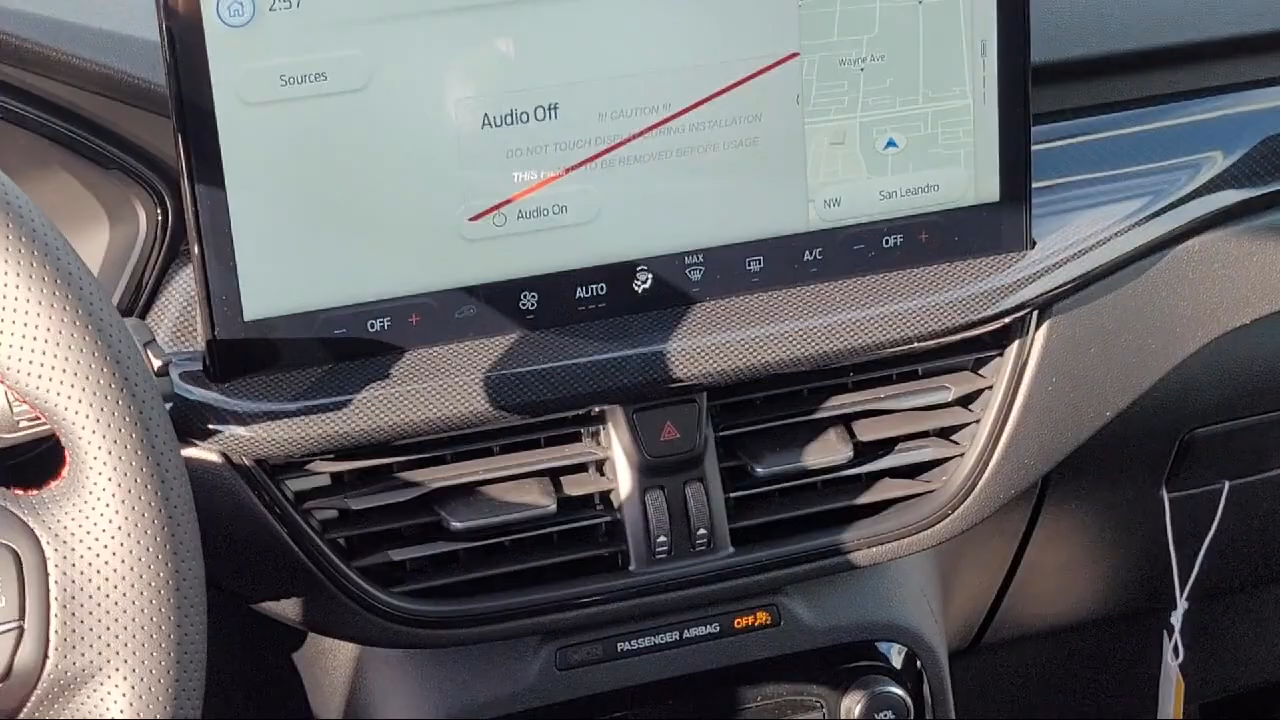 2:57
Sources
Wayne Ave
Audio Off
!!! CAUTION !!!
DO NOT TOUCH DISPLAY DURING INSTALLATION
THIS FILM IS TO BE REMOVED BEFORE USAGE
Audio On
NW
San Leandro
MAX
− OFF +
AUTO
A/C
− OFF +
PASSENGER AIRBAG
OFF
VOL